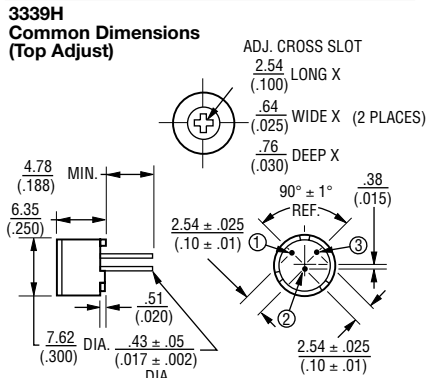 3339H
Common Dimensions
(Top Adjust)
ADJ. CROSS SLOT
2.54
(.100) LONG X
.64
(.025) WIDE X (2 PLACES)
.76
(.030) DEEP X
4.78
(.188) MIN.
6.35
(.250)
90° ± 1°
REF.
.38
(.015)
2.54 ± .025
(.10 ± .01)
1
3
2
.51
(.020)
7.62
(.300) DIA.
.43 ± .05
(.017 ± .002)
DIA
2.54 ± .025
(.10 ± .01)